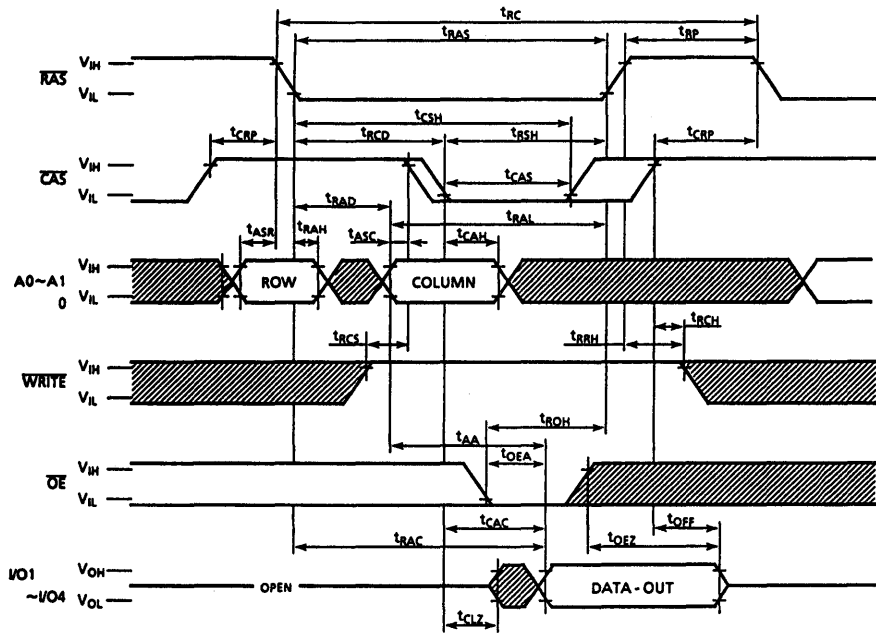 tRC
tRAS
tRP
RAS
VIH
VIL
tCSH
tCRP
tRCD
tRSH
tCRP
CAS
VIH
VIL
tCAS
tRAD
tRAL
tASR
tRAH
tASC
tCAH
A0~A1
0
VIH
VIL
ROW
COLUMN
tRCH
tRCS
tRRH
WRITE
VIH
VIL
tROH
tAA
tOEA
OE
VIH
VIL
tCAC
tOFF
tRAC
tOEZ
I/O1
~I/O4
VOH
VOL
OPEN
DATA-OUT
tCLZ